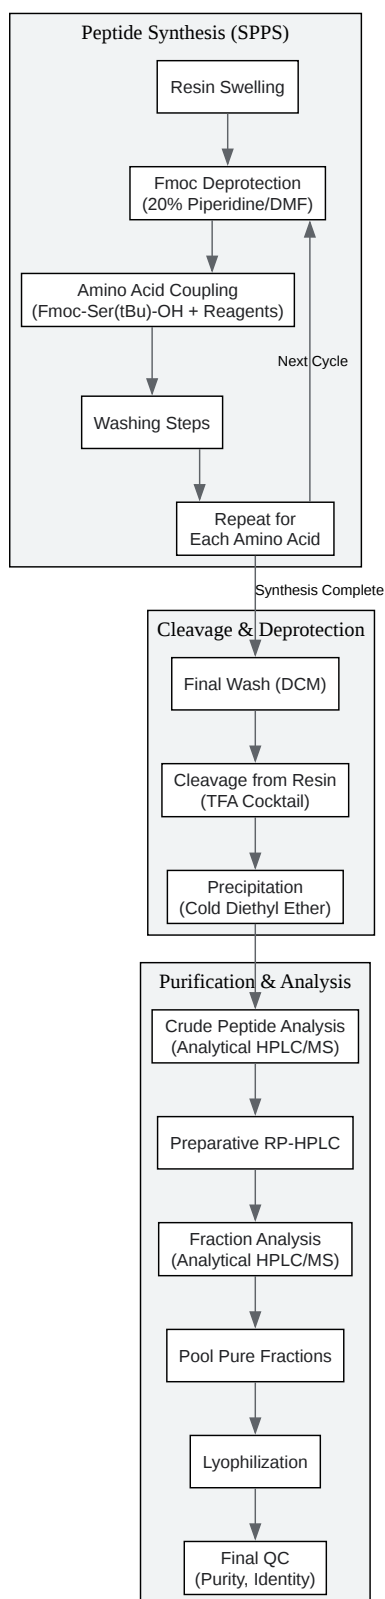 Peptide Synthesis (SPPS)
Resin Swelling
Fmoc Deprotection
(20% Piperidine/DMF)
Amino Acid Coupling
(Fmoc-Ser(tBu)-OH + Reagents)
Next Cycle
Washing Steps
Repeat for
Each Amino Acid
Synthesis Complete
Cleavage & Deprotection
Final Wash (DCM)
Cleavage from Resin
(TFA Cocktail)
Precipitation
(Cold Diethyl Ether)
Purification & Analysis
Crude Peptide Analysis
(Analytical HPLC/MS)
Preparative RP-HPLC
Fraction Analysis
(Analytical HPLC/MS)
Pool Pure Fractions
Lyophilization
Final QC
(Purity, Identity)